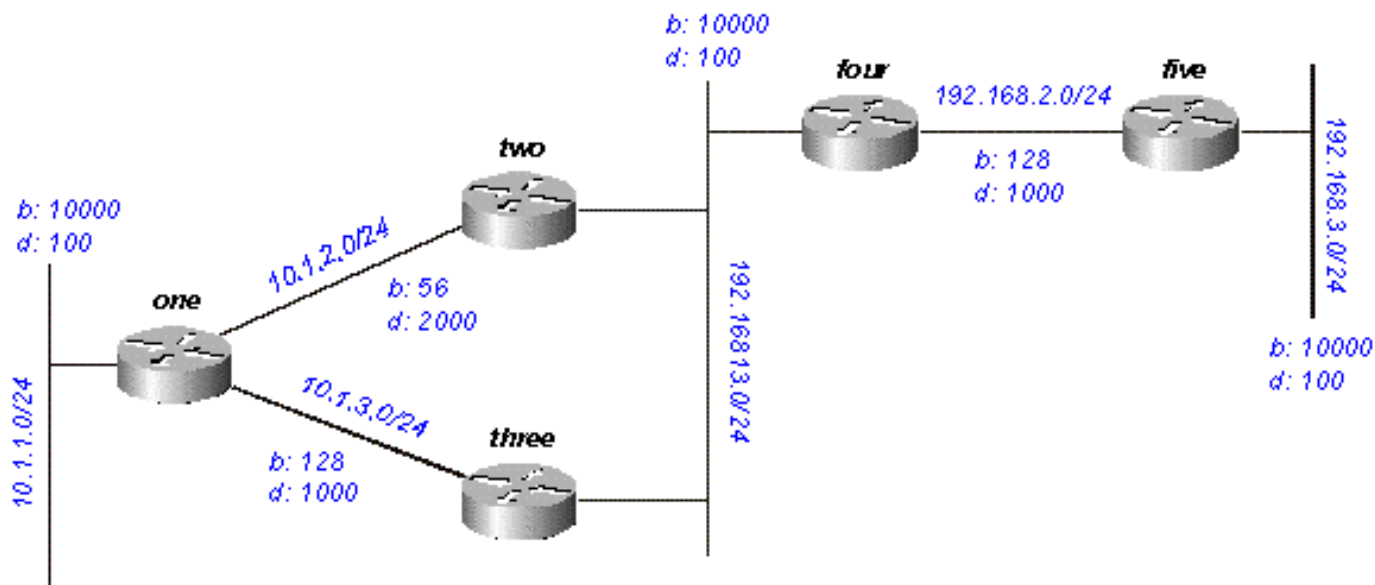 b: 10000
d: 100
four
five
192.168.2.0/24
b: 128
d: 1000
192.168.3.0/24
b: 10000
d: 100
two
b: 10000
d: 100
10.1.2.0/24
b: 56
d: 2000
one
192.16813.0/24
10.1.1.0/24
10.1.3.0/24
three
b: 128
d: 1000